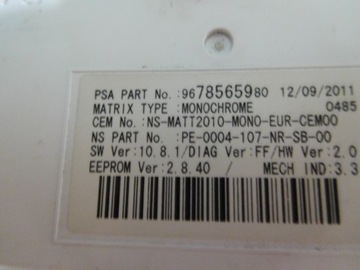 PSA PART No.:9678565980 12/09/2011
MATRIX TYPE :MONOCHROME 0485
CEM No.:NS-MATT2010-MONO-EUR-CEM00
NS PART No. :PE-0004-107-NR-SB-00
SW Ver:10.8.1/DIAG Ver:FF/HW Ver:2.0
EEPROM Ver:2.8.40 / MECH IND:3.3